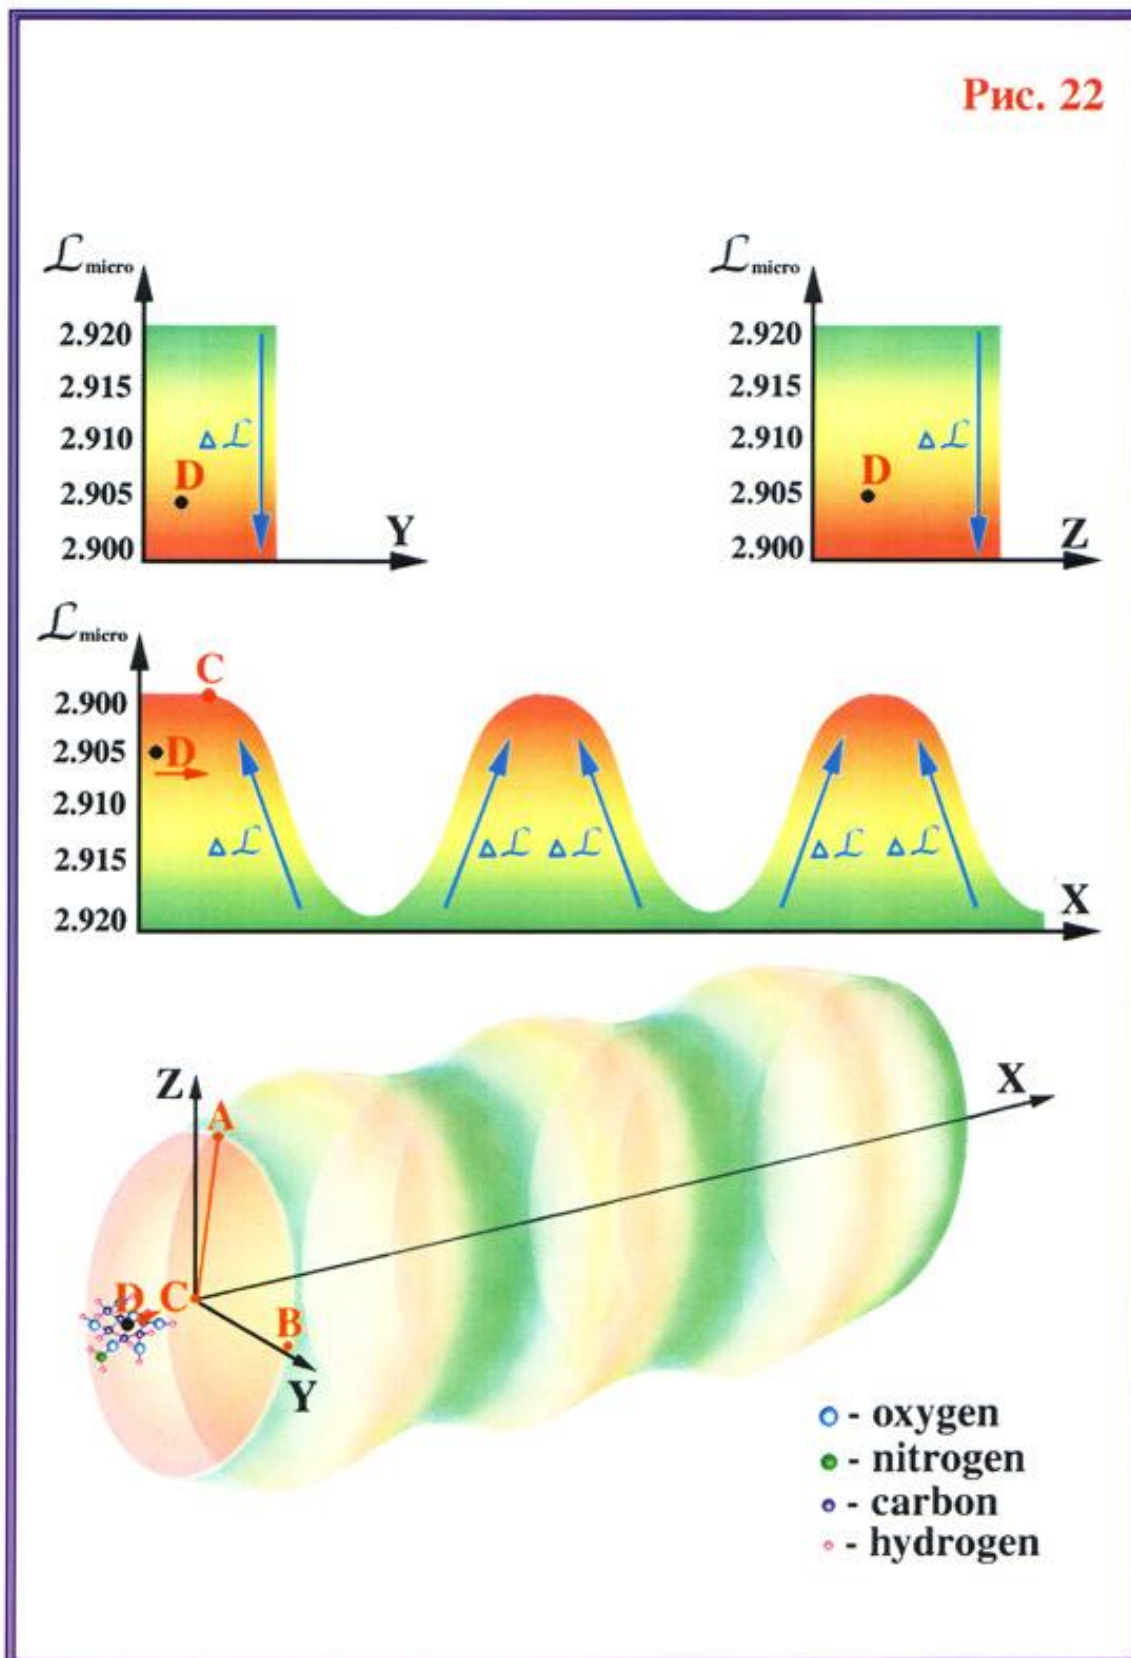 Рис. 22
ℒmicro
2.920
2.915
2.910
2.905
2.900
Δℒ
D
Y
ℒmicro
2.920
2.915
2.910
2.905
2.900
Δℒ
D
Z
ℒmicro
2.900
2.905
2.910
2.915
2.920
C
D
Δℒ Δℒ Δℒ Δℒ Δℒ
X
Z
A
X
D
C
B
Y
- oxygen
- nitrogen
- carbon
- hydrogen